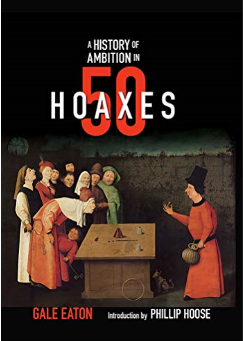 A HISTORY OF
AMBITION IN
50
HOAXES
GALE EATON Introduction by PHILLIP HOOSE